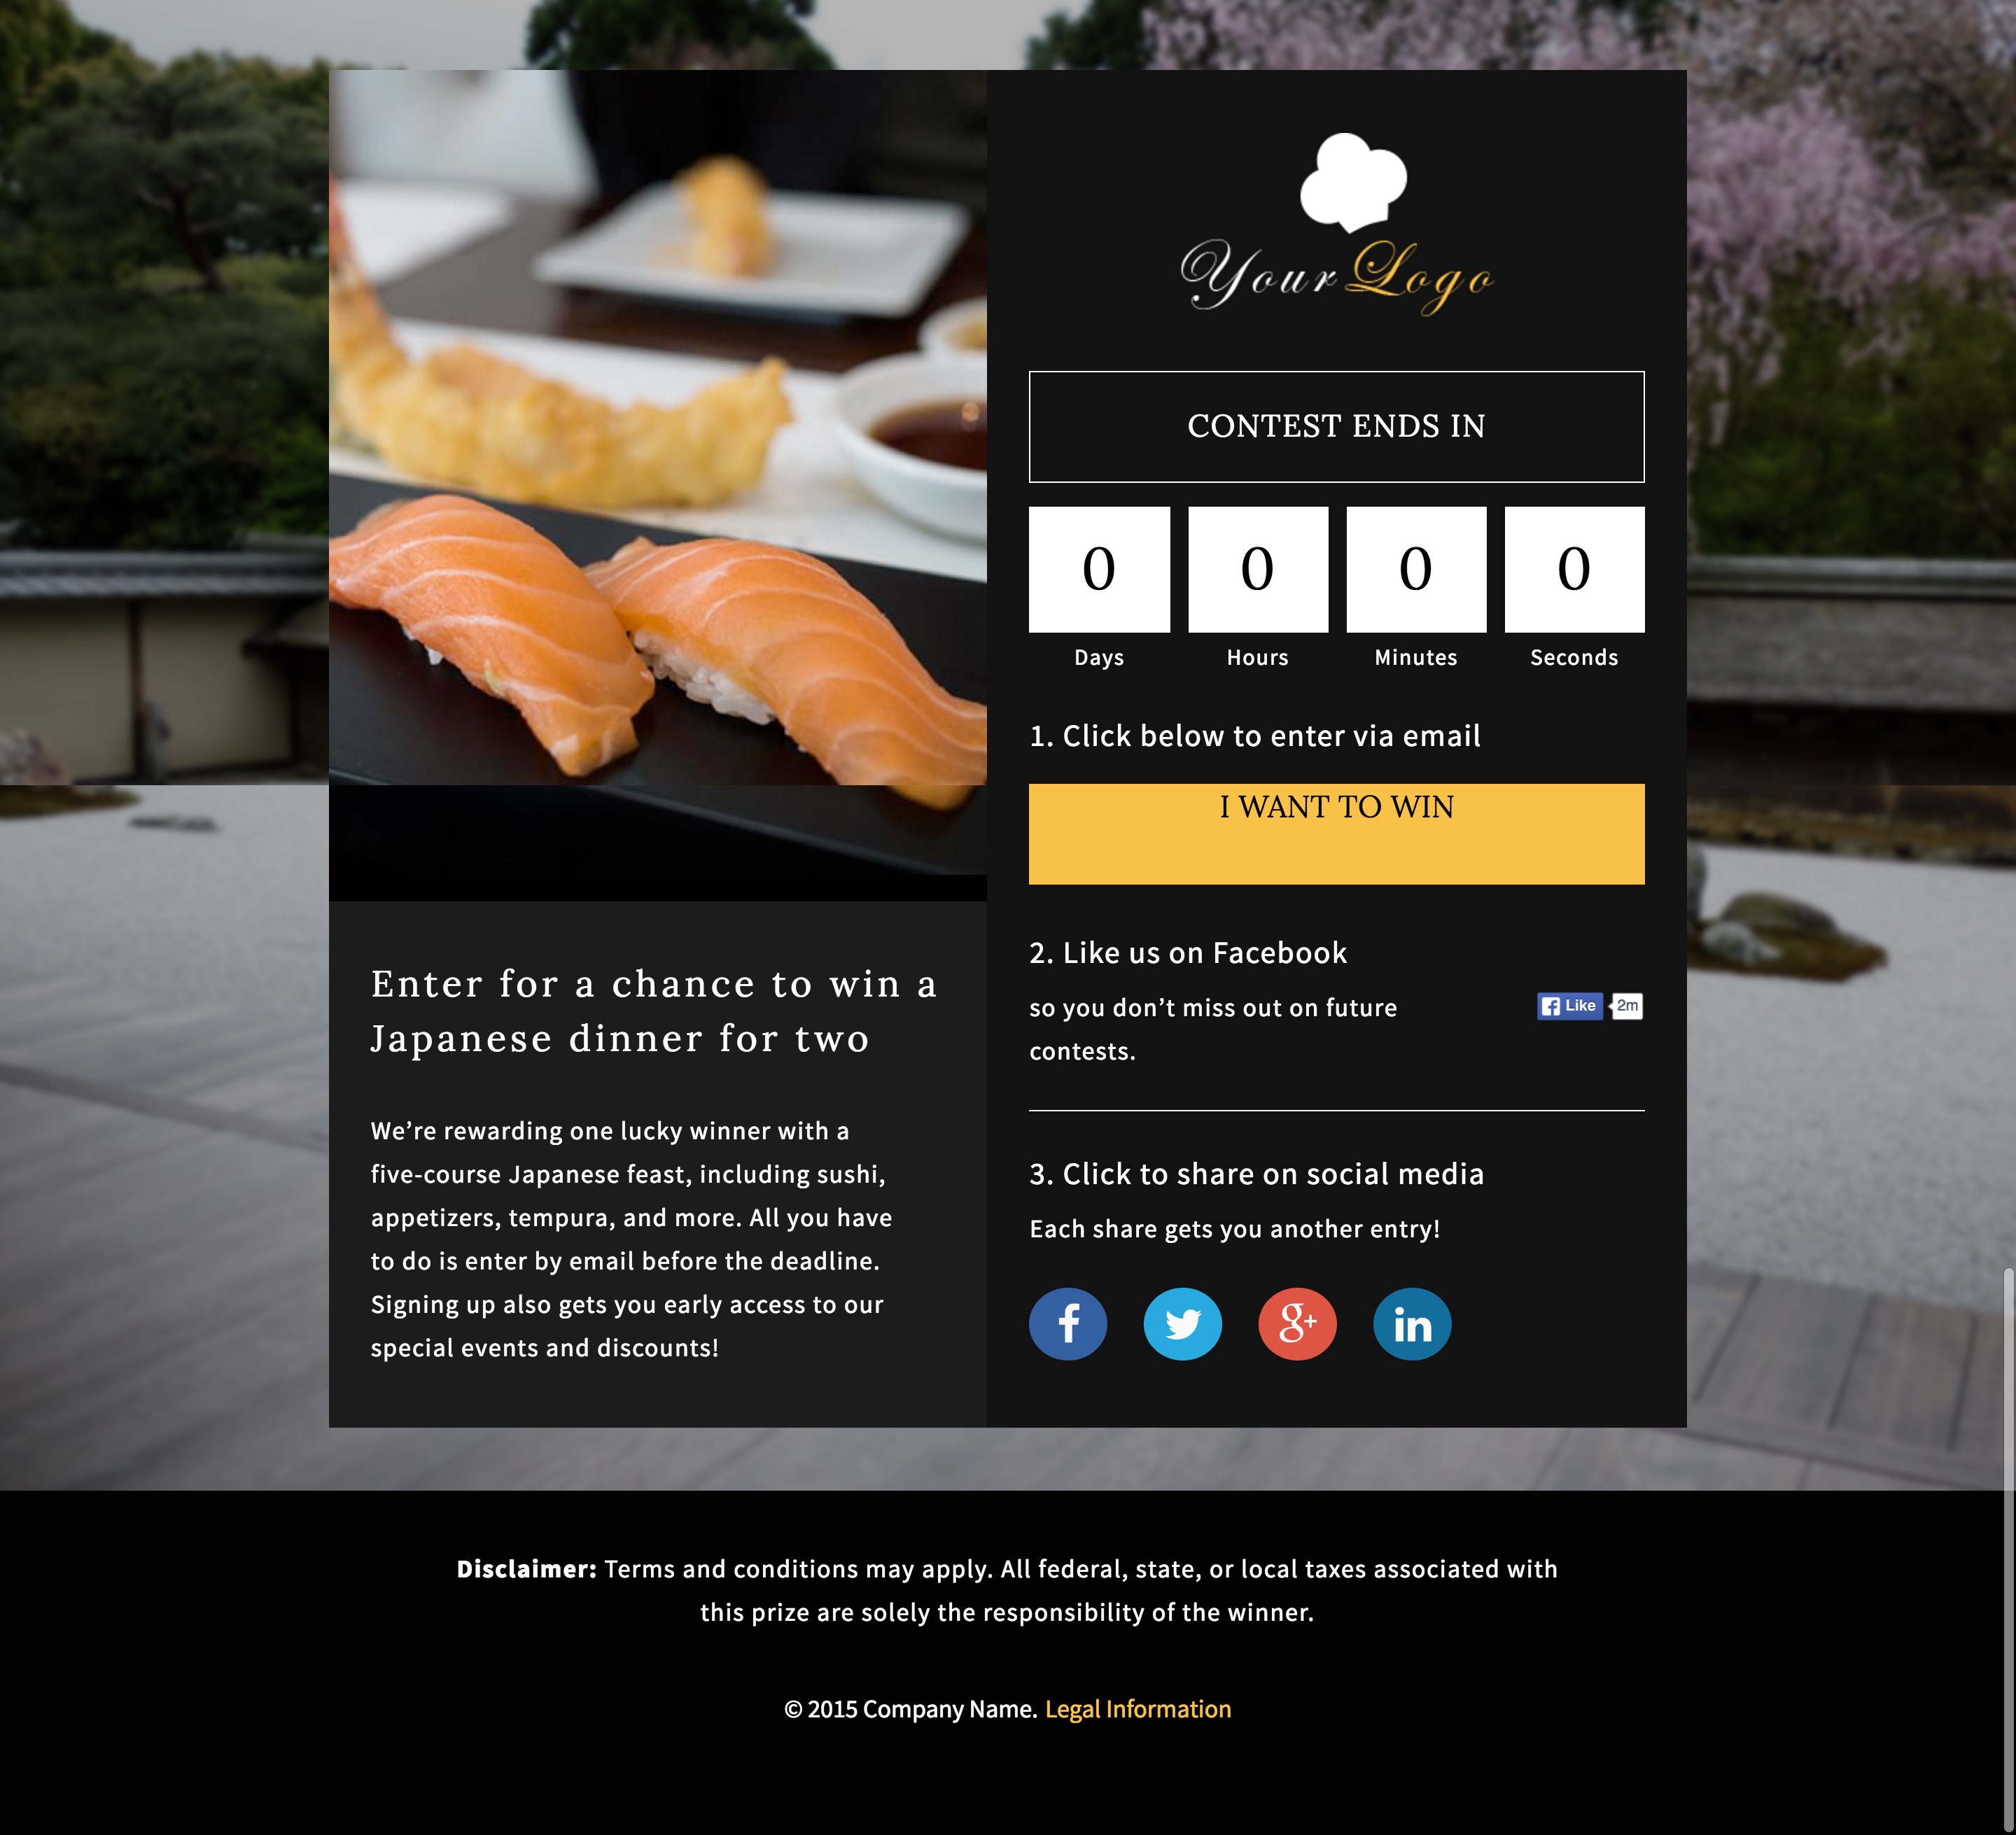 Your Logo
CONTEST ENDS IN
0 0 0 0
Days Hours Minutes Seconds
1. Click below to enter via email
I WANT TO WIN
2. Like us on Facebook
so you don’t miss out on future
contests.
Like 2m
3. Click to share on social media
Each share gets you another entry!
f g+ in
Enter for a chance to win a
Japanese dinner for two
We’re rewarding one lucky winner with a
five-course Japanese feast, including sushi,
appetizers, tempura, and more. All you have
to do is enter by email before the deadline.
Signing up also gets you early access to our
special events and discounts!
Disclaimer: Terms and conditions may apply. All federal, state, or local taxes associated with
this prize are solely the responsibility of the winner.
© 2015 Company Name. Legal Information